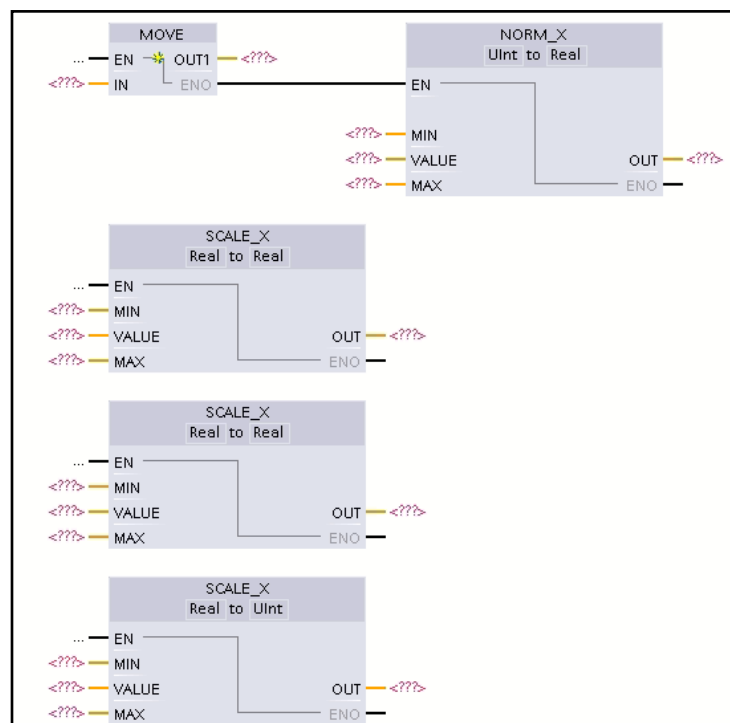 MOVE
... EN OUT1 <???>
<???> IN ENO
NORM_X
UInt to Real
EN
<???> MIN
<???> VALUE OUT <???>
<???> MAX ENO
SCALE_X
Real to Real
... EN
<???> MIN
<???> VALUE OUT <???>
<???> MAX ENO
SCALE_X
Real to Real
... EN
<???> MIN
<???> VALUE OUT <???>
<???> MAX ENO
SCALE_X
Real to UInt
... EN
<???> MIN
<???> VALUE OUT <???>
<???> MAX ENO